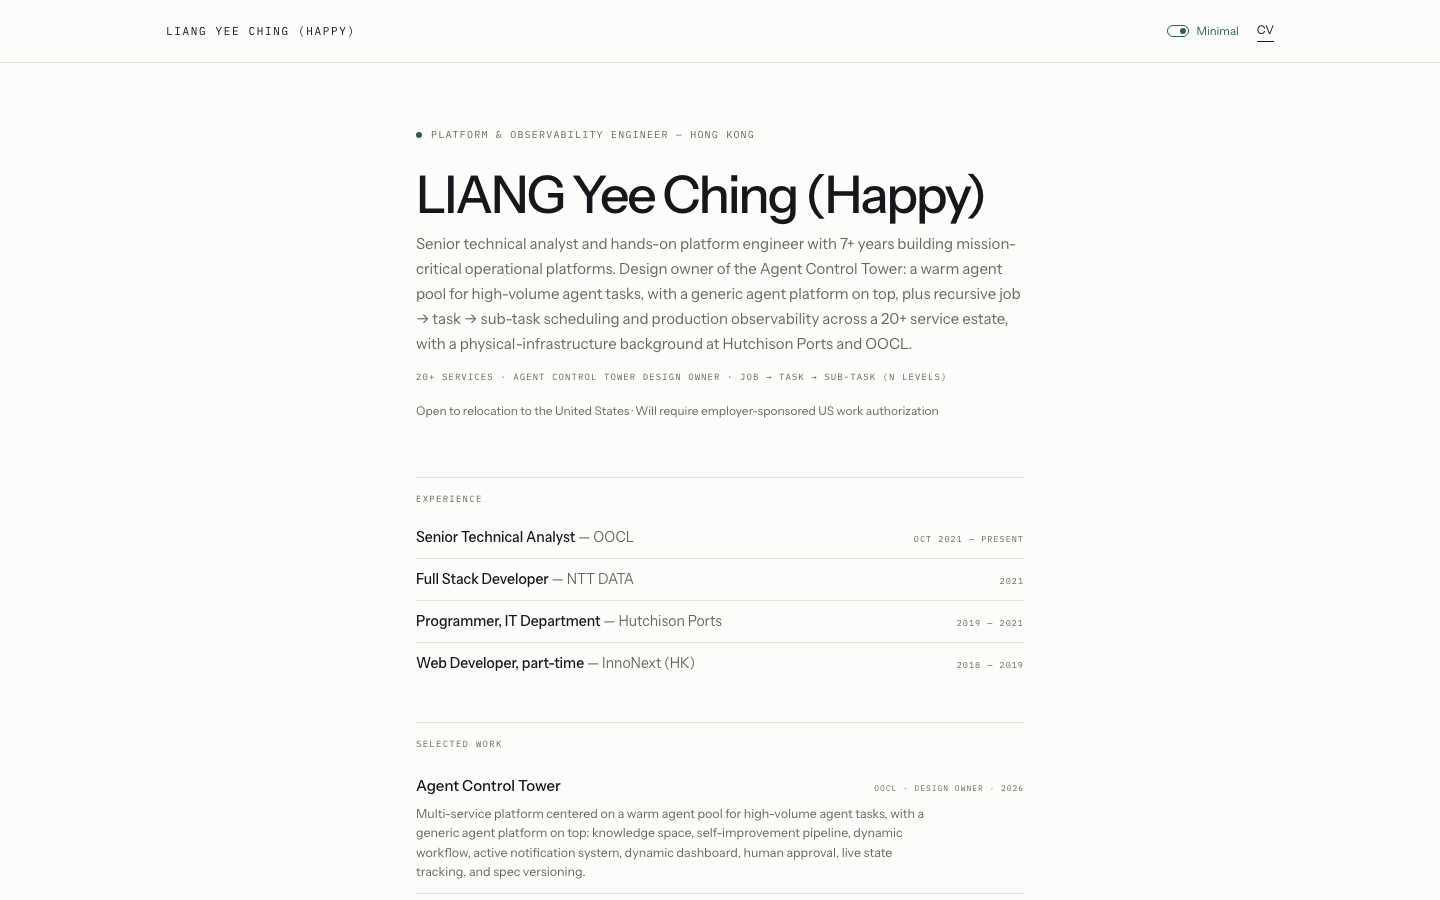 LIANG YEE CHING (HAPPY)
Minimal
CV
PLATFORM & OBSERVABILITY ENGINEER — HONG KONG
LIANG Yee Ching (Happy)
Senior technical analyst and hands-on platform engineer with 7+ years building mission-
critical operational platforms. Design owner of the Agent Control Tower: a warm agent
pool for high-volume agent tasks, with a generic agent platform on top, plus recursive job
→ task → sub-task scheduling and production observability across a 20+ service estate,
with a physical-infrastructure background at Hutchison Ports and OOCL.
20+ SERVICES · AGENT CONTROL TOWER DESIGN OWNER · JOB → TASK → SUB-TASK (N LEVELS)
Open to relocation to the United States · Will require employer-sponsored US work authorization
EXPERIENCE
Senior Technical Analyst — OOCL OCT 2021 — PRESENT
Full Stack Developer — NTT DATA 2021
Programmer, IT Department — Hutchison Ports 2019 — 2021
Web Developer, part-time — InnoNext (HK) 2018 — 2019
SELECTED WORK
Agent Control Tower OOCL · DESIGN OWNER · 2026
Multi-service platform centered on a warm agent pool for high-volume agent tasks, with a
generic agent platform on top: knowledge space, self-improvement pipeline, dynamic
workflow, active notification system, dynamic dashboard, human approval, live state
tracking, and spec versioning.